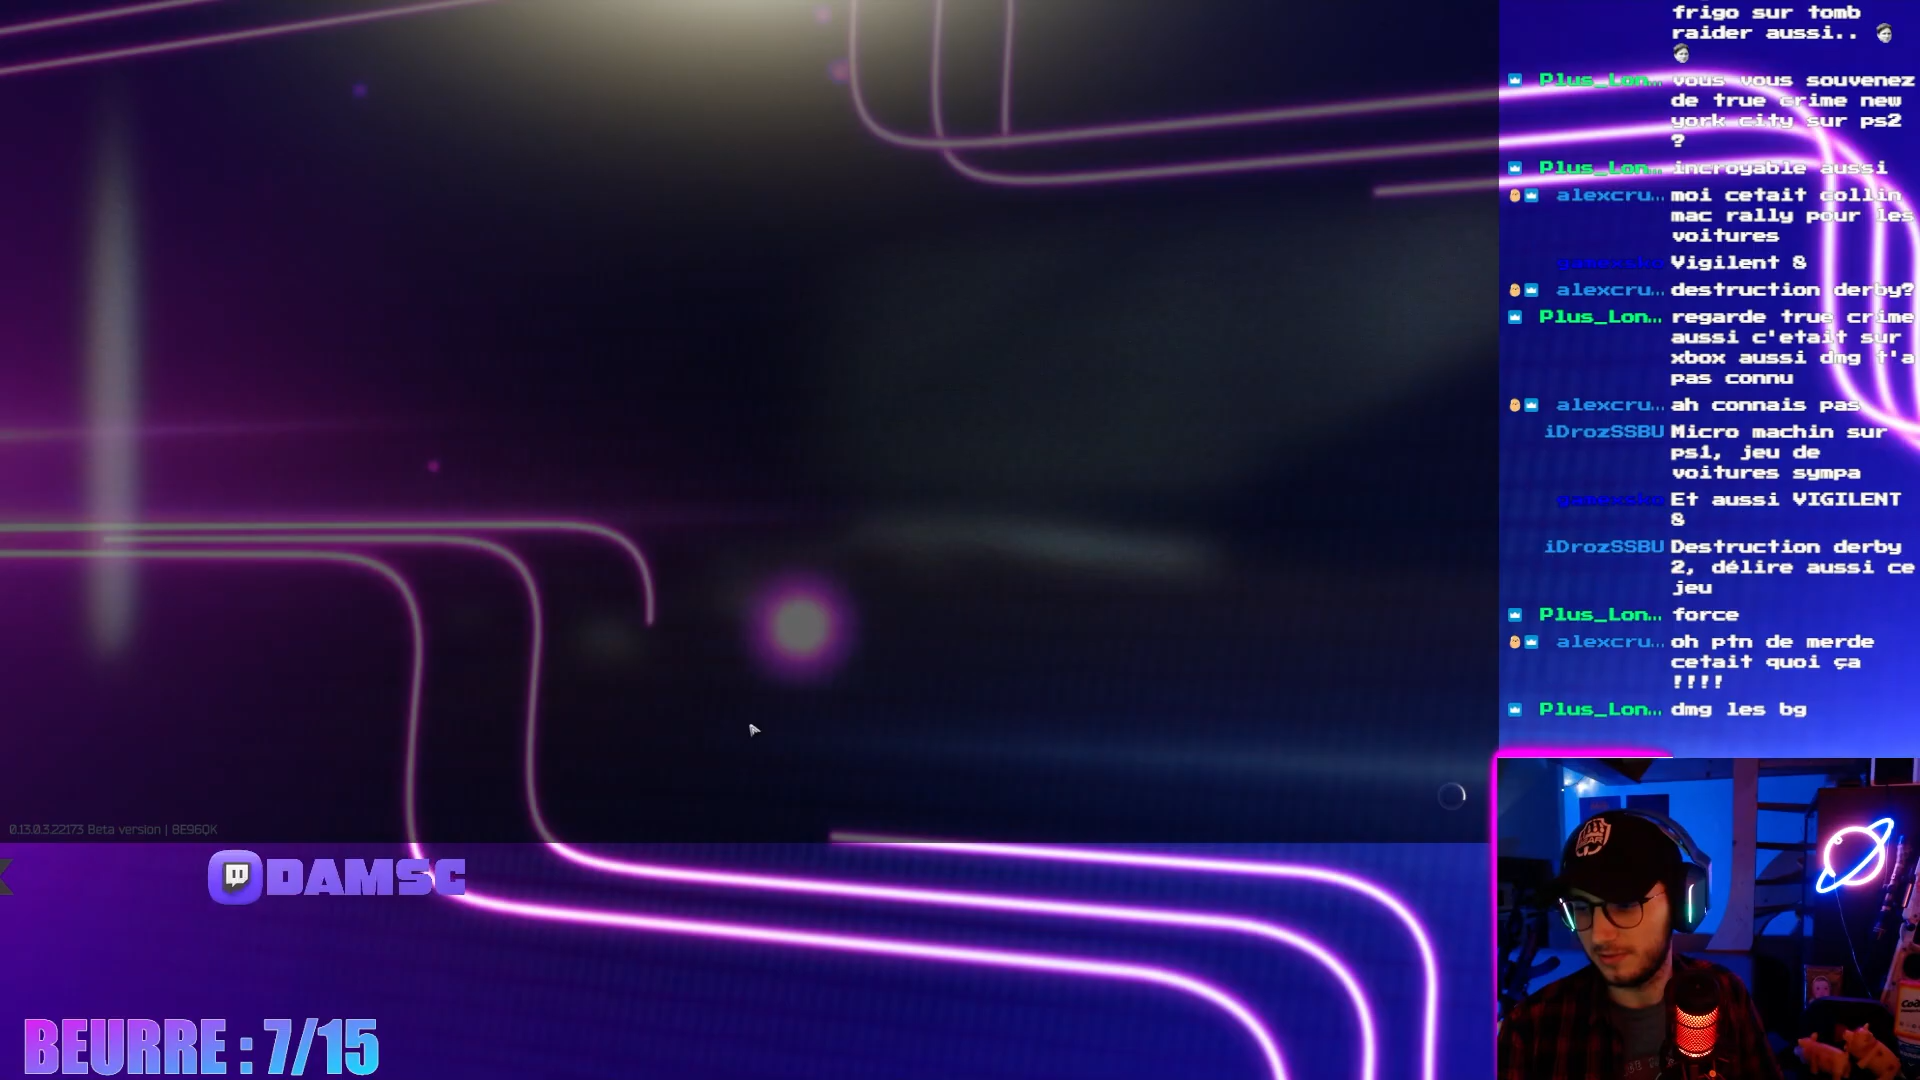 frigo sur tomb
raider aussi..
Plus_Lon... vous vous souvenez
de true crime new
york city sur ps2
?
Plus_Lon... incroyable aussi
alexcru... moi cetait collin
mac rally pour les
voitures
gamexsko Vigilent 8
alexcru... destruction derby?
Plus_Lon... regarde true crime
aussi c'etait sur
xbox aussi dmg t'a
pas connu
alexcru... ah connais pas
iDrozSSBU Micro machin sur
ps1, jeu de
voitures sympa
gamexsko Et aussi VIGILENT
8
iDrozSSBU Destruction derby
2, délire aussi ce
jeu
Plus_Lon... force
alexcru... oh ptn de merde
cetait quoi ça
!!!!
Plus_Lon... dmg les bg
0.13.0.3.22173 Beta version | BE96QK
DAMSC
BEURRE : 7/15